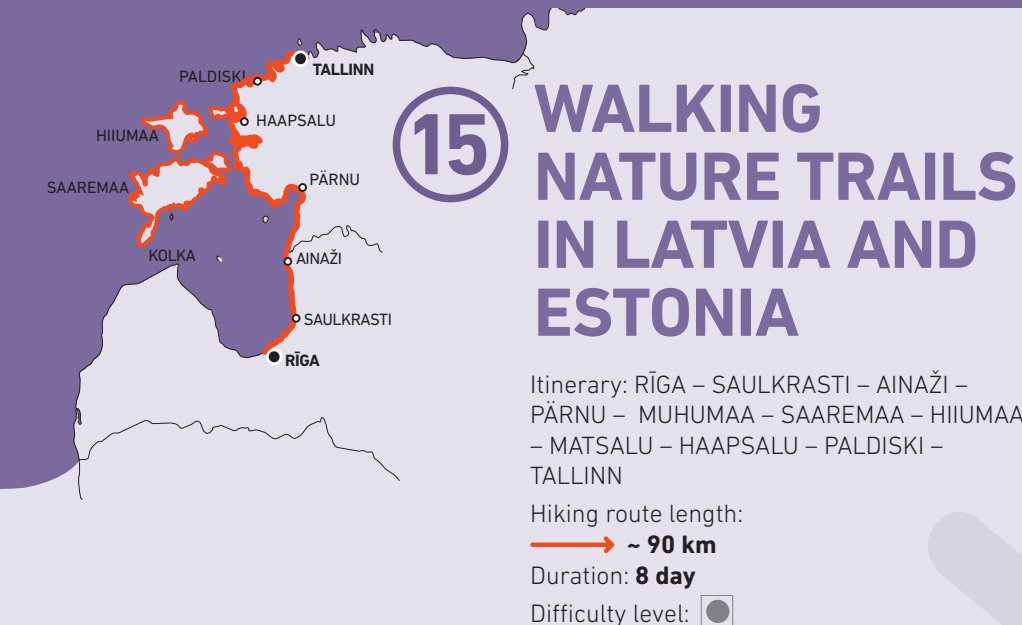 TALLINN
PALDISKI
HAAPSALU
HIIUMAA
SAAREMAA
PÄRNU
KOLKA
AINAŽI
SAULKRASTI
RĪGA
15
WALKING
NATURE TRAILS
IN LATVIA AND
ESTONIA
Itinerary: RĪGA – SAULKRASTI – AINAŽI –
PÄRNU – MUHUMAA – SAAREMAA – HIIUMAA
– MATSALU – HAAPSALU – PALDISKI –
TALLINN
Hiking route length:
~ 90 km
Duration: 8 day
Difficulty level: